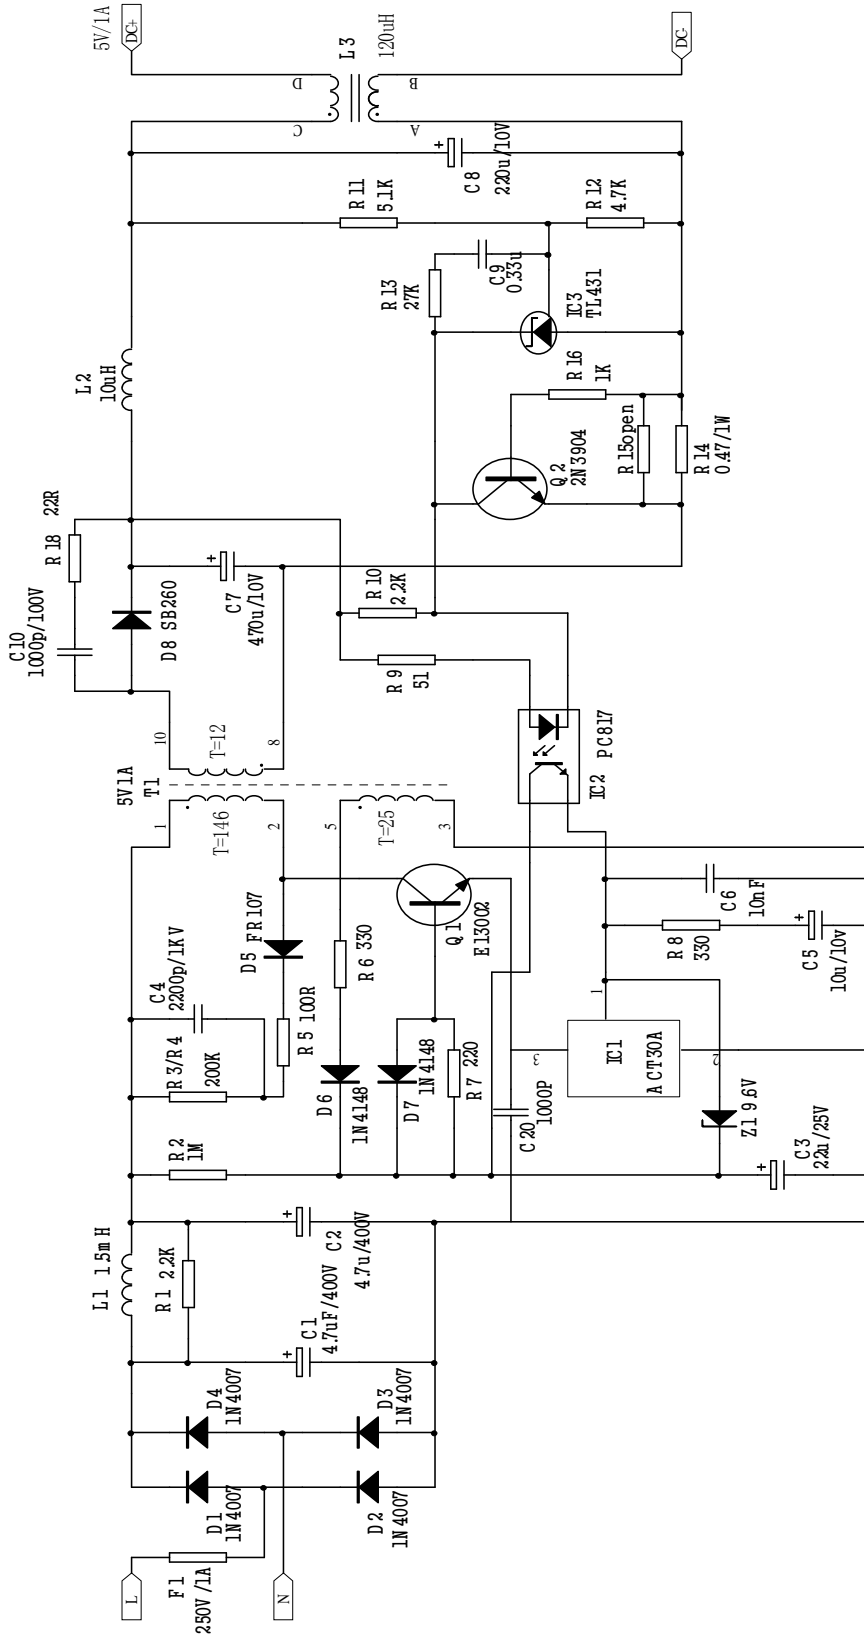 L
N
F1
250V/1A
D1
1N4007
D2
1N4007
D4
1N4007
D3
1N4007
L1 1.5mH
R1 2.2K
C1
4.7uF/400V
C2
4.7u/400V
R2
1M
R3/R4
200K
C4
2200p/1KV
R5 100R
D5 FR107
D6
1N4148
R6 330
D7
1N4148
R7 220
Q1
E13002
C20
1000P
3
1
2
IC1
ACT30A
Z1 9.6V
C3
22u/25V
R8
330
C5
10u/10v
C6
10nF
5V1A
T1
1
2
5
3
10
8
T=146
T=25
T=12
IC2
PC817
R9
51
R10
2.2K
C10
1000p/100V
R18
22R
D8 SB260
C7
470u/10V
L2
10uH
Q2
2N3904
R15open
R14
0.47/1W
R16
1K
IC3
TL431
R13
27K
C9
0.33u
R11
5.1K
R12
4.7K
C8
220u/10V
L3
120uH
C
D
A
B
5V/1A
DC+
DC-